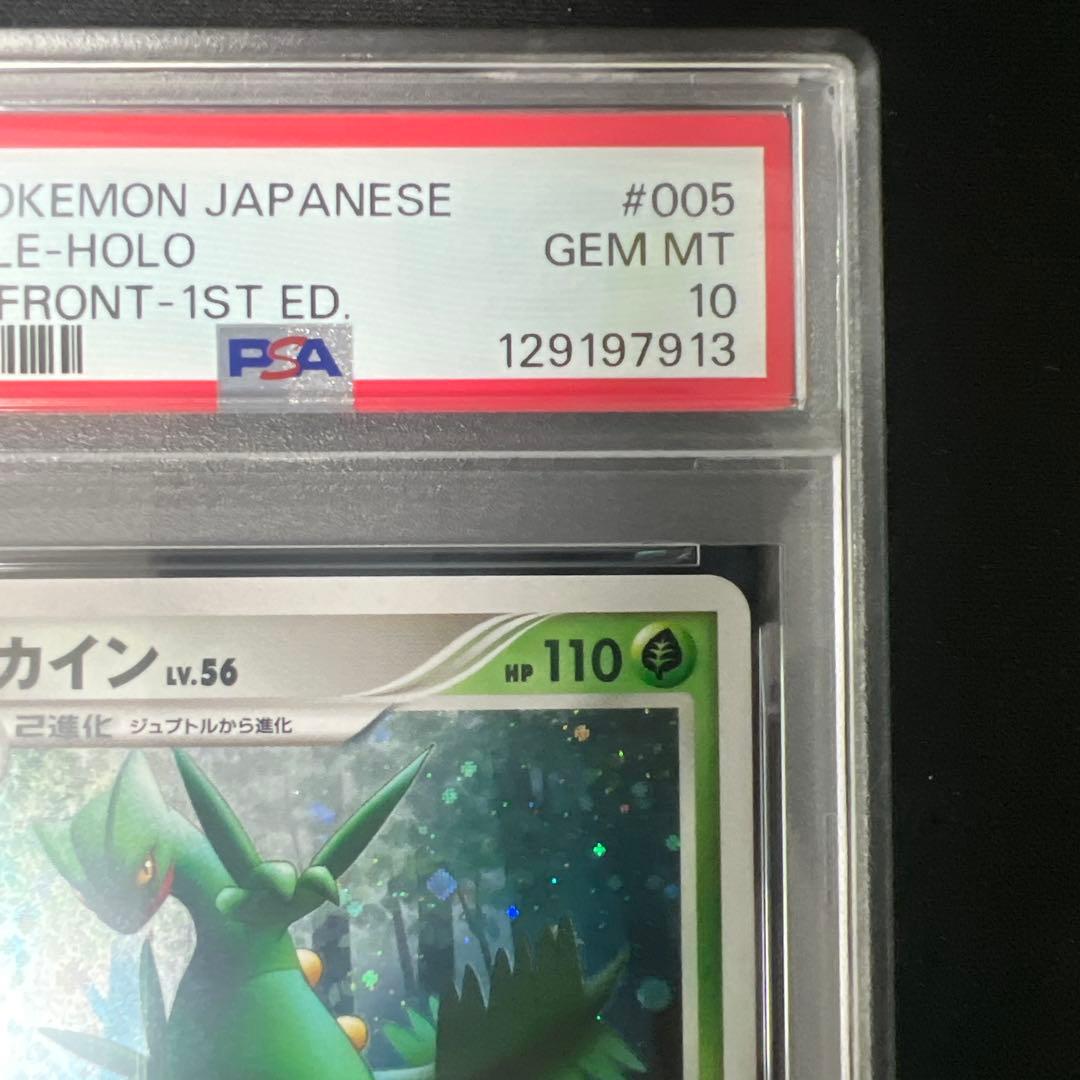 OKEMON JAPANESE #005
LE-HOLO GEM MT
FRONT-1ST ED. 10
PSA 129197913
カイン LV.56 HP 110
2進化 ジュプトルから進化